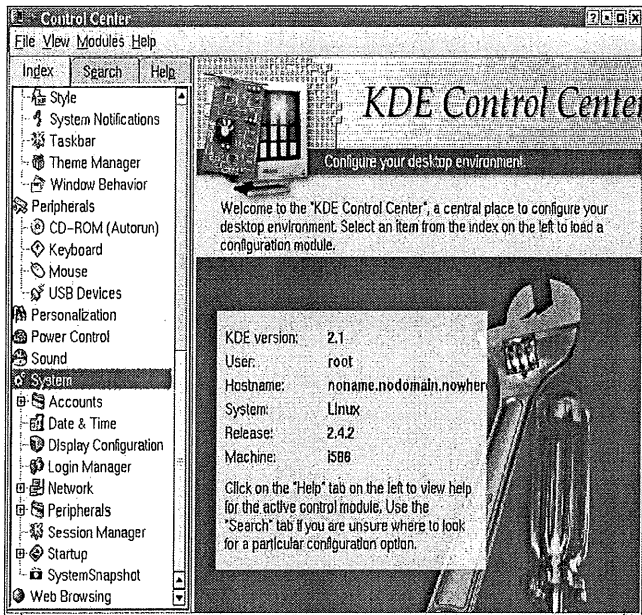 Control Center
File View Modules Help
Index Search Help
Style
System Notifications
Taskbar
Theme Manager
Window Behavior
Peripherals
CD-ROM (Autorun)
Keyboard
Mouse
USB Devices
Personalization
Power Control
Sound
System
Accounts
Date & Time
Display Configuration
Login Manager
Network
Peripherals
Session Manager
Startup
SystemSnapshot
Web Browsing
KDE Control Center
Configure your desktop environment.
Welcome to the "KDE Control Center", a central place to configure your
desktop environment. Select an item from the index on the left to load a
configuration module.
KDE version: 2.1
User: root
Hostname: noname.nodomain.nowhere
System: Linux
Release: 2.4.2
Machine: i586
Click on the "Help" tab on the left to view help
for the active control module, Use the
"Search" tab if you are unsure where to look
for a particular configuration option.